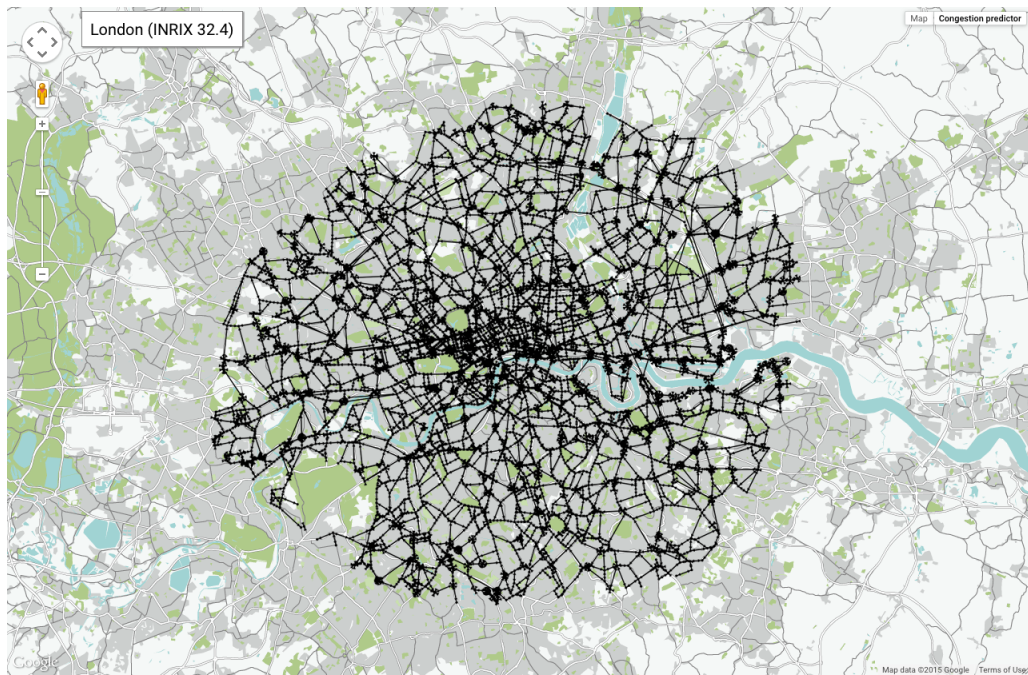 London (INRIX 32.4)
Map Congestion predictor
Google
Map data ©2015 Google Terms of Use